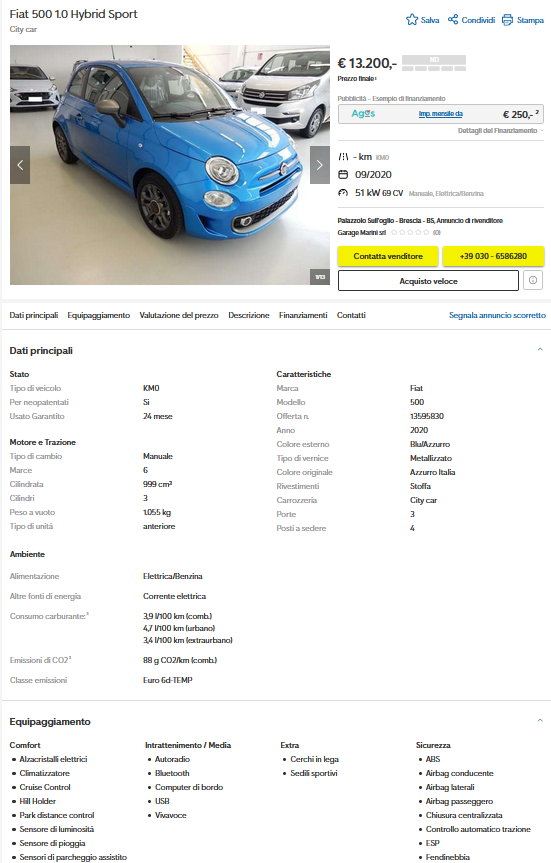 Fiat 500 1.0 Hybrid Sport
City car
Salva Condividi Stampa
€ 13.200,-
ND
Prezzo finale ¹
Pubblicità – Esempio di finanziamento
Agos Imp. mensile da € 250,- ²
Dettagli del Finanziamento
- km KM0
09/2020
51 kW 69 CV Manuale, Elettrica/Benzina
Palazzolo Sull'oglio - Brescia - BS, Annuncio di rivenditore
Garage Marini srl (0)
Contatta venditore +39 030 - 6586280
Acquisto veloce
1/10
Dati principali Equipaggiamento Valutazione del prezzo Descrizione Finanziamenti Contatti Segnala annuncio scorretto
Dati principali
Stato
Tipo di veicolo KM0
Per neopatentati Sì
Usato Garantito 24 mese
Motore e Trazione
Tipo di cambio Manuale
Marce 6
Cilindrata 999 cm³
Cilindri 3
Peso a vuoto 1.055 kg
Tipo di unità anteriore
Caratteristiche
Marca Fiat
Modello 500
Offerta n. 13595830
Anno 2020
Colore esterno Blu/Azzurro
Tipo di vernice Metallizzato
Colore originale Azzurro Italia
Rivestimenti Stoffa
Carrozzeria City car
Porte 3
Posti a sedere 4
Ambiente
Alimentazione Elettrica/Benzina
Altre fonti di energia Corrente elettrica
Consumo carburante:³ 3,9 l/100 km (comb.)
4,7 l/100 km (urbano)
3,4 l/100 km (extraurbano)
Emissioni di CO2³ 88 g CO2/km (comb.)
Classe emissioni Euro 6d-TEMP
Equipaggiamento
Comfort
• Alzacristalli elettrici
• Climatizzatore
• Cruise Control
• Hill Holder
• Park distance control
• Sensore di luminosità
• Sensore di pioggia
• Sensori di parcheggio assistito
Intrattenimento / Media
• Autoradio
• Bluetooth
• Computer di bordo
• USB
• Vivavoce
Extra
• Cerchi in lega
• Sedili sportivi
Sicurezza
• ABS
• Airbag conducente
• Airbag laterali
• Airbag passeggero
• Chiusura centralizzata
• Controllo automatico trazione
• ESP
• Fendinebbia